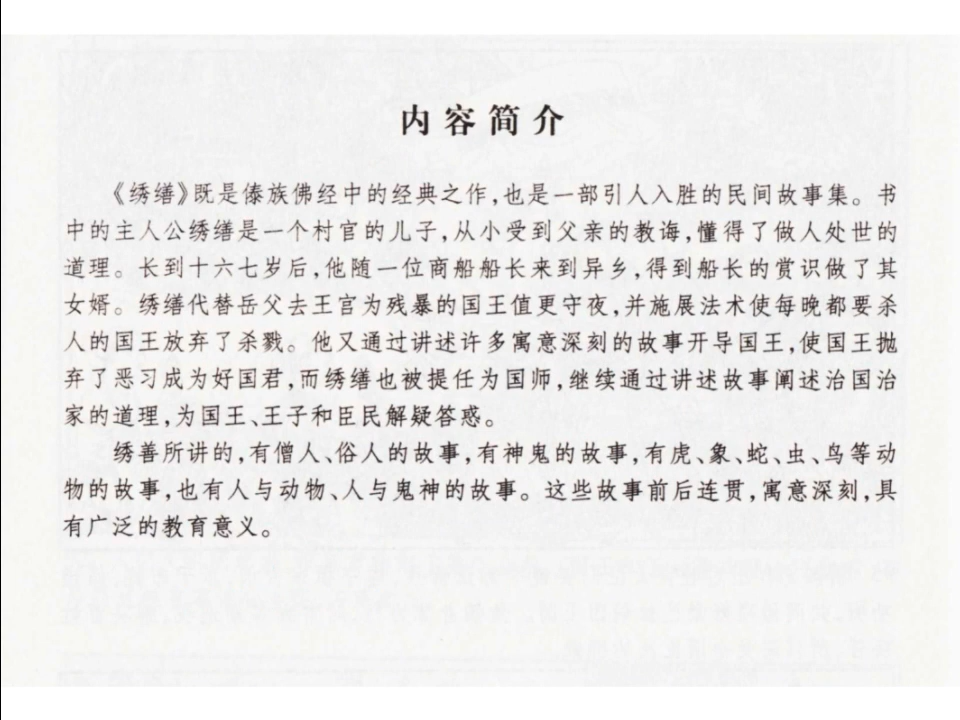 内容简介
《绣缮》既是傣族佛经中的经典之作,也是一部引人入胜的民间故事集。书
中的主人公绣缮是一个村官的儿子,从小受到父亲的教诲,懂得了做人处世的
道理。长到十六七岁后,他随一位商船船长来到异乡,得到船长的赏识做了其
女婿。绣缮代替岳父去王宫为残暴的国王值更守夜,并施展法术使每晚都要杀
人的国王放弃了杀戮。他又通过讲述许多寓意深刻的故事开导国王,使国王抛
弃了恶习成为好国君,而绣缮也被提任为国师,继续通过讲述故事阐述治国治
家的道理,为国王、王子和臣民解疑答惑。
绣善所讲的,有僧人、俗人的故事,有神鬼的故事,有虎、象、蛇、虫、鸟等动
物的故事,也有人与动物、人与鬼神的故事。这些故事前后连贯,寓意深刻,具
有广泛的教育意义。